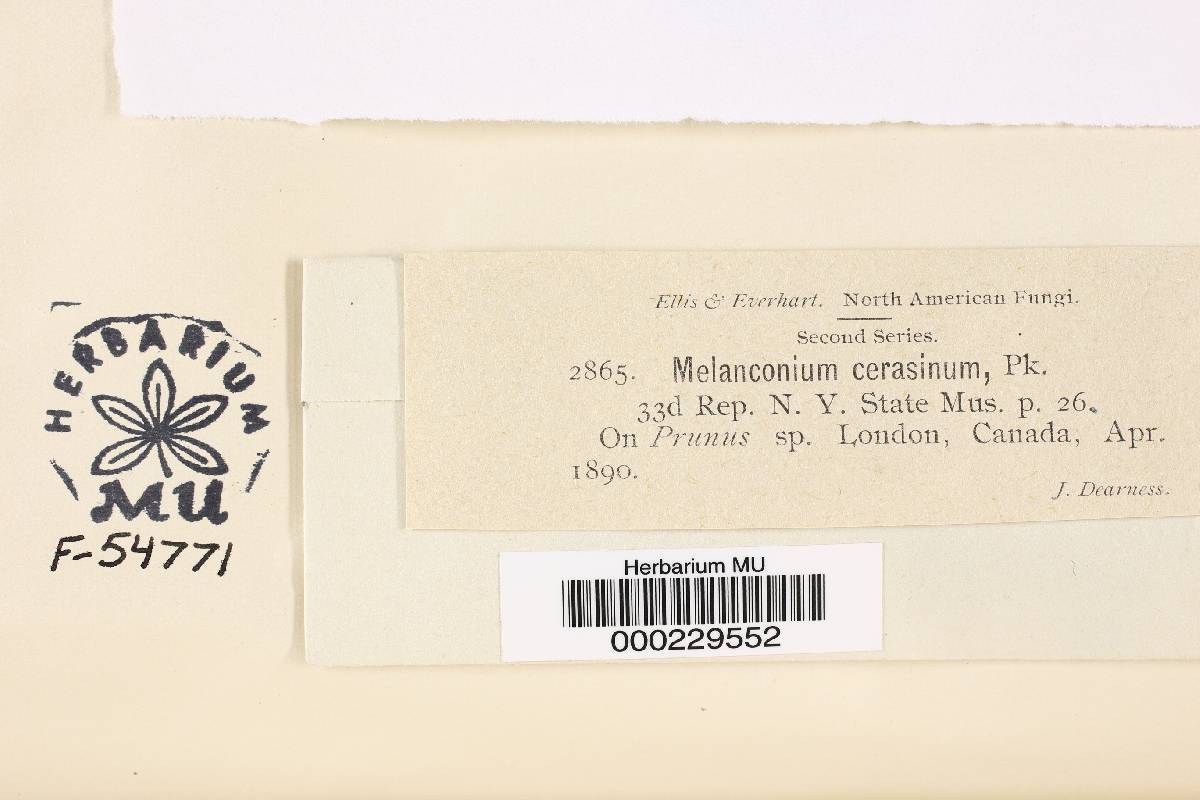 Ellis & Everhart. North American Fungi.
Second Series.
2865. Melanconium cerasinum, Pk.
33d Rep. N. Y. State Mus. p. 26.
On Prunus sp. London, Canada, Apr.
1890.
J. Dearness.
HERBARIUM
MU
F-54771
Herbarium MU
000229552